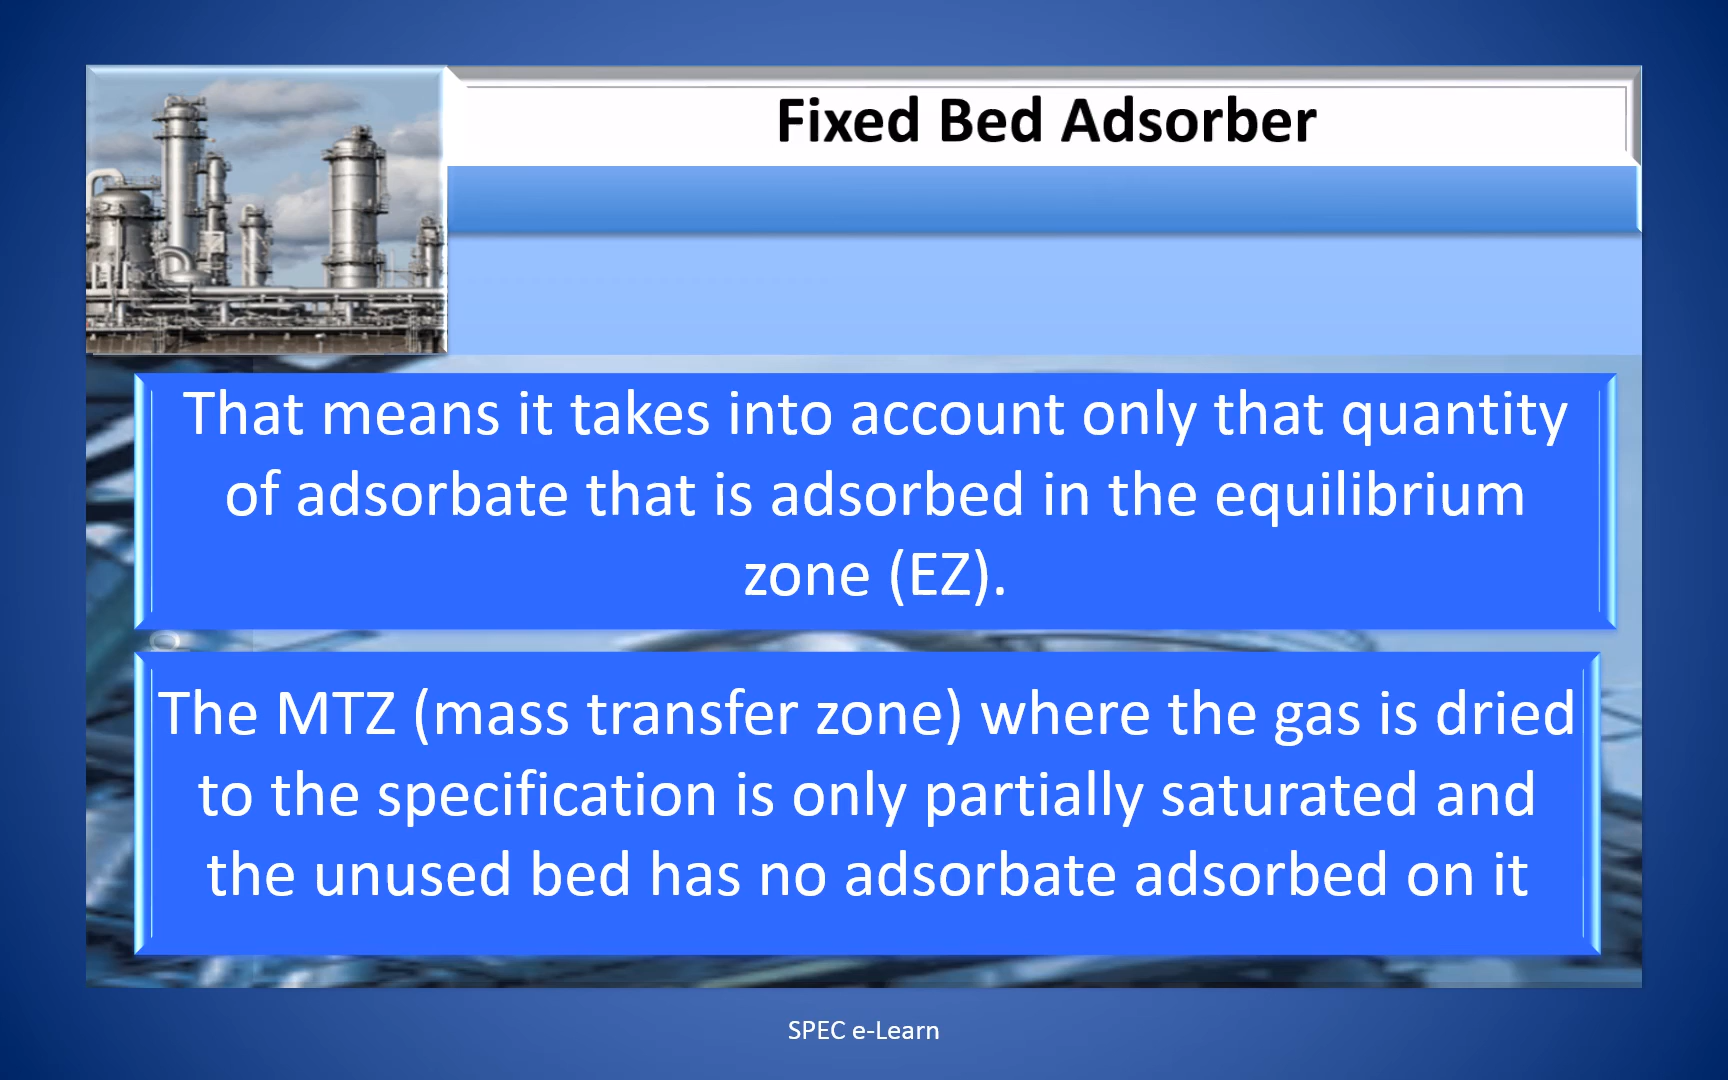 Fixed Bed Adsorber
That means it takes into account only that quantity
of adsorbate that is adsorbed in the equilibrium
zone (EZ).
The MTZ (mass transfer zone) where the gas is dried
to the specification is only partially saturated and
the unused bed has no adsorbate adsorbed on it
SPEC e-Learn